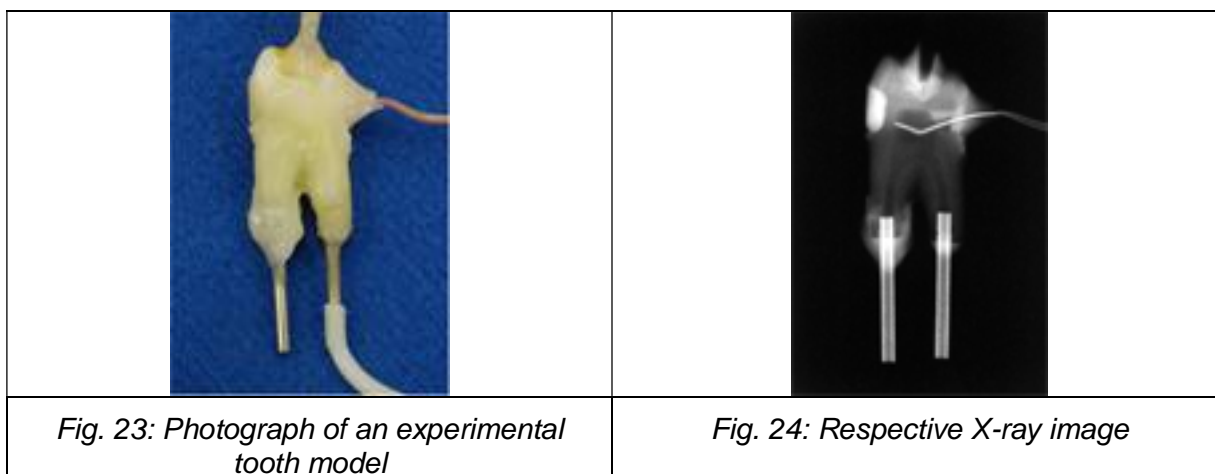 Fig. 23: Photograph of an experimental
tooth model
Fig. 24: Respective X-ray image